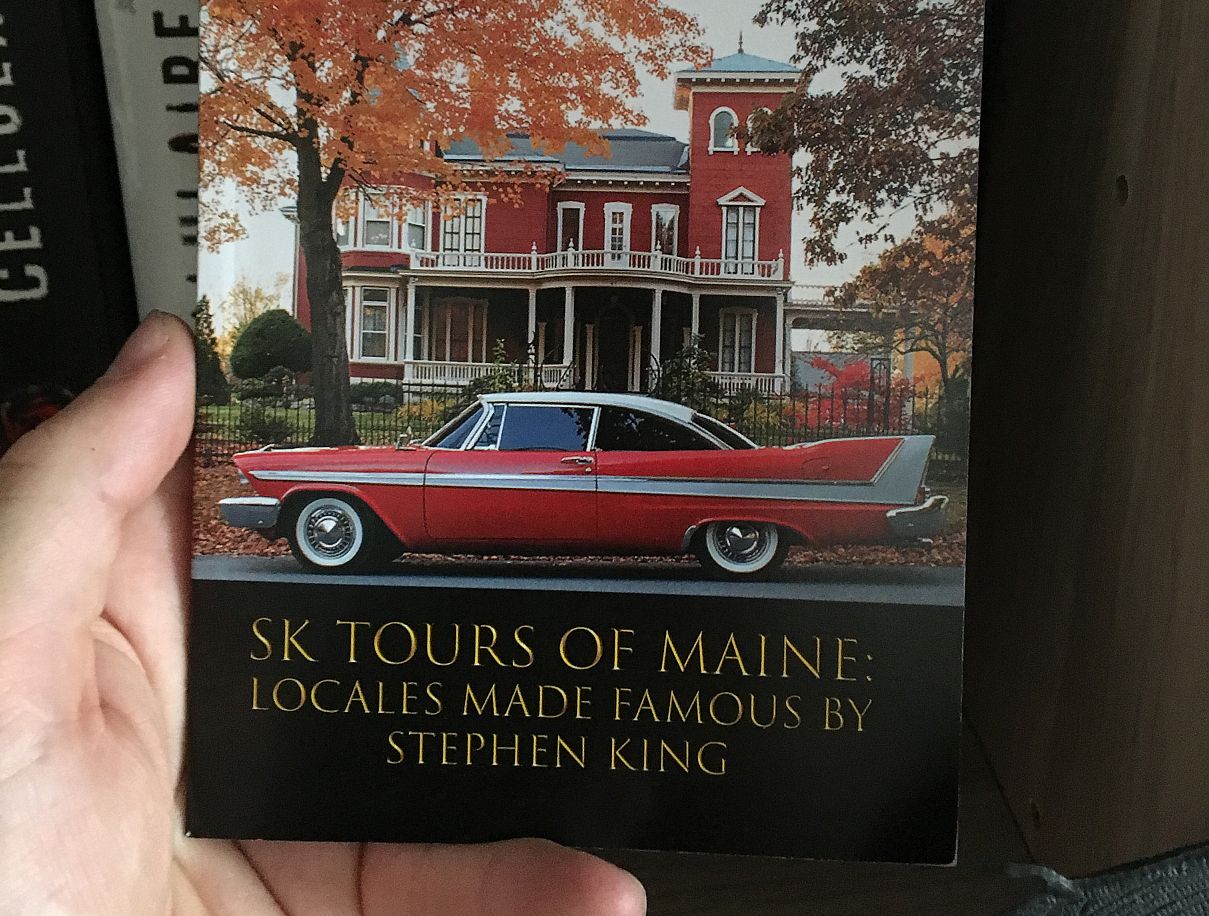 SK TOURS OF MAINE:
LOCALES MADE FAMOUS BY
STEPHEN KING